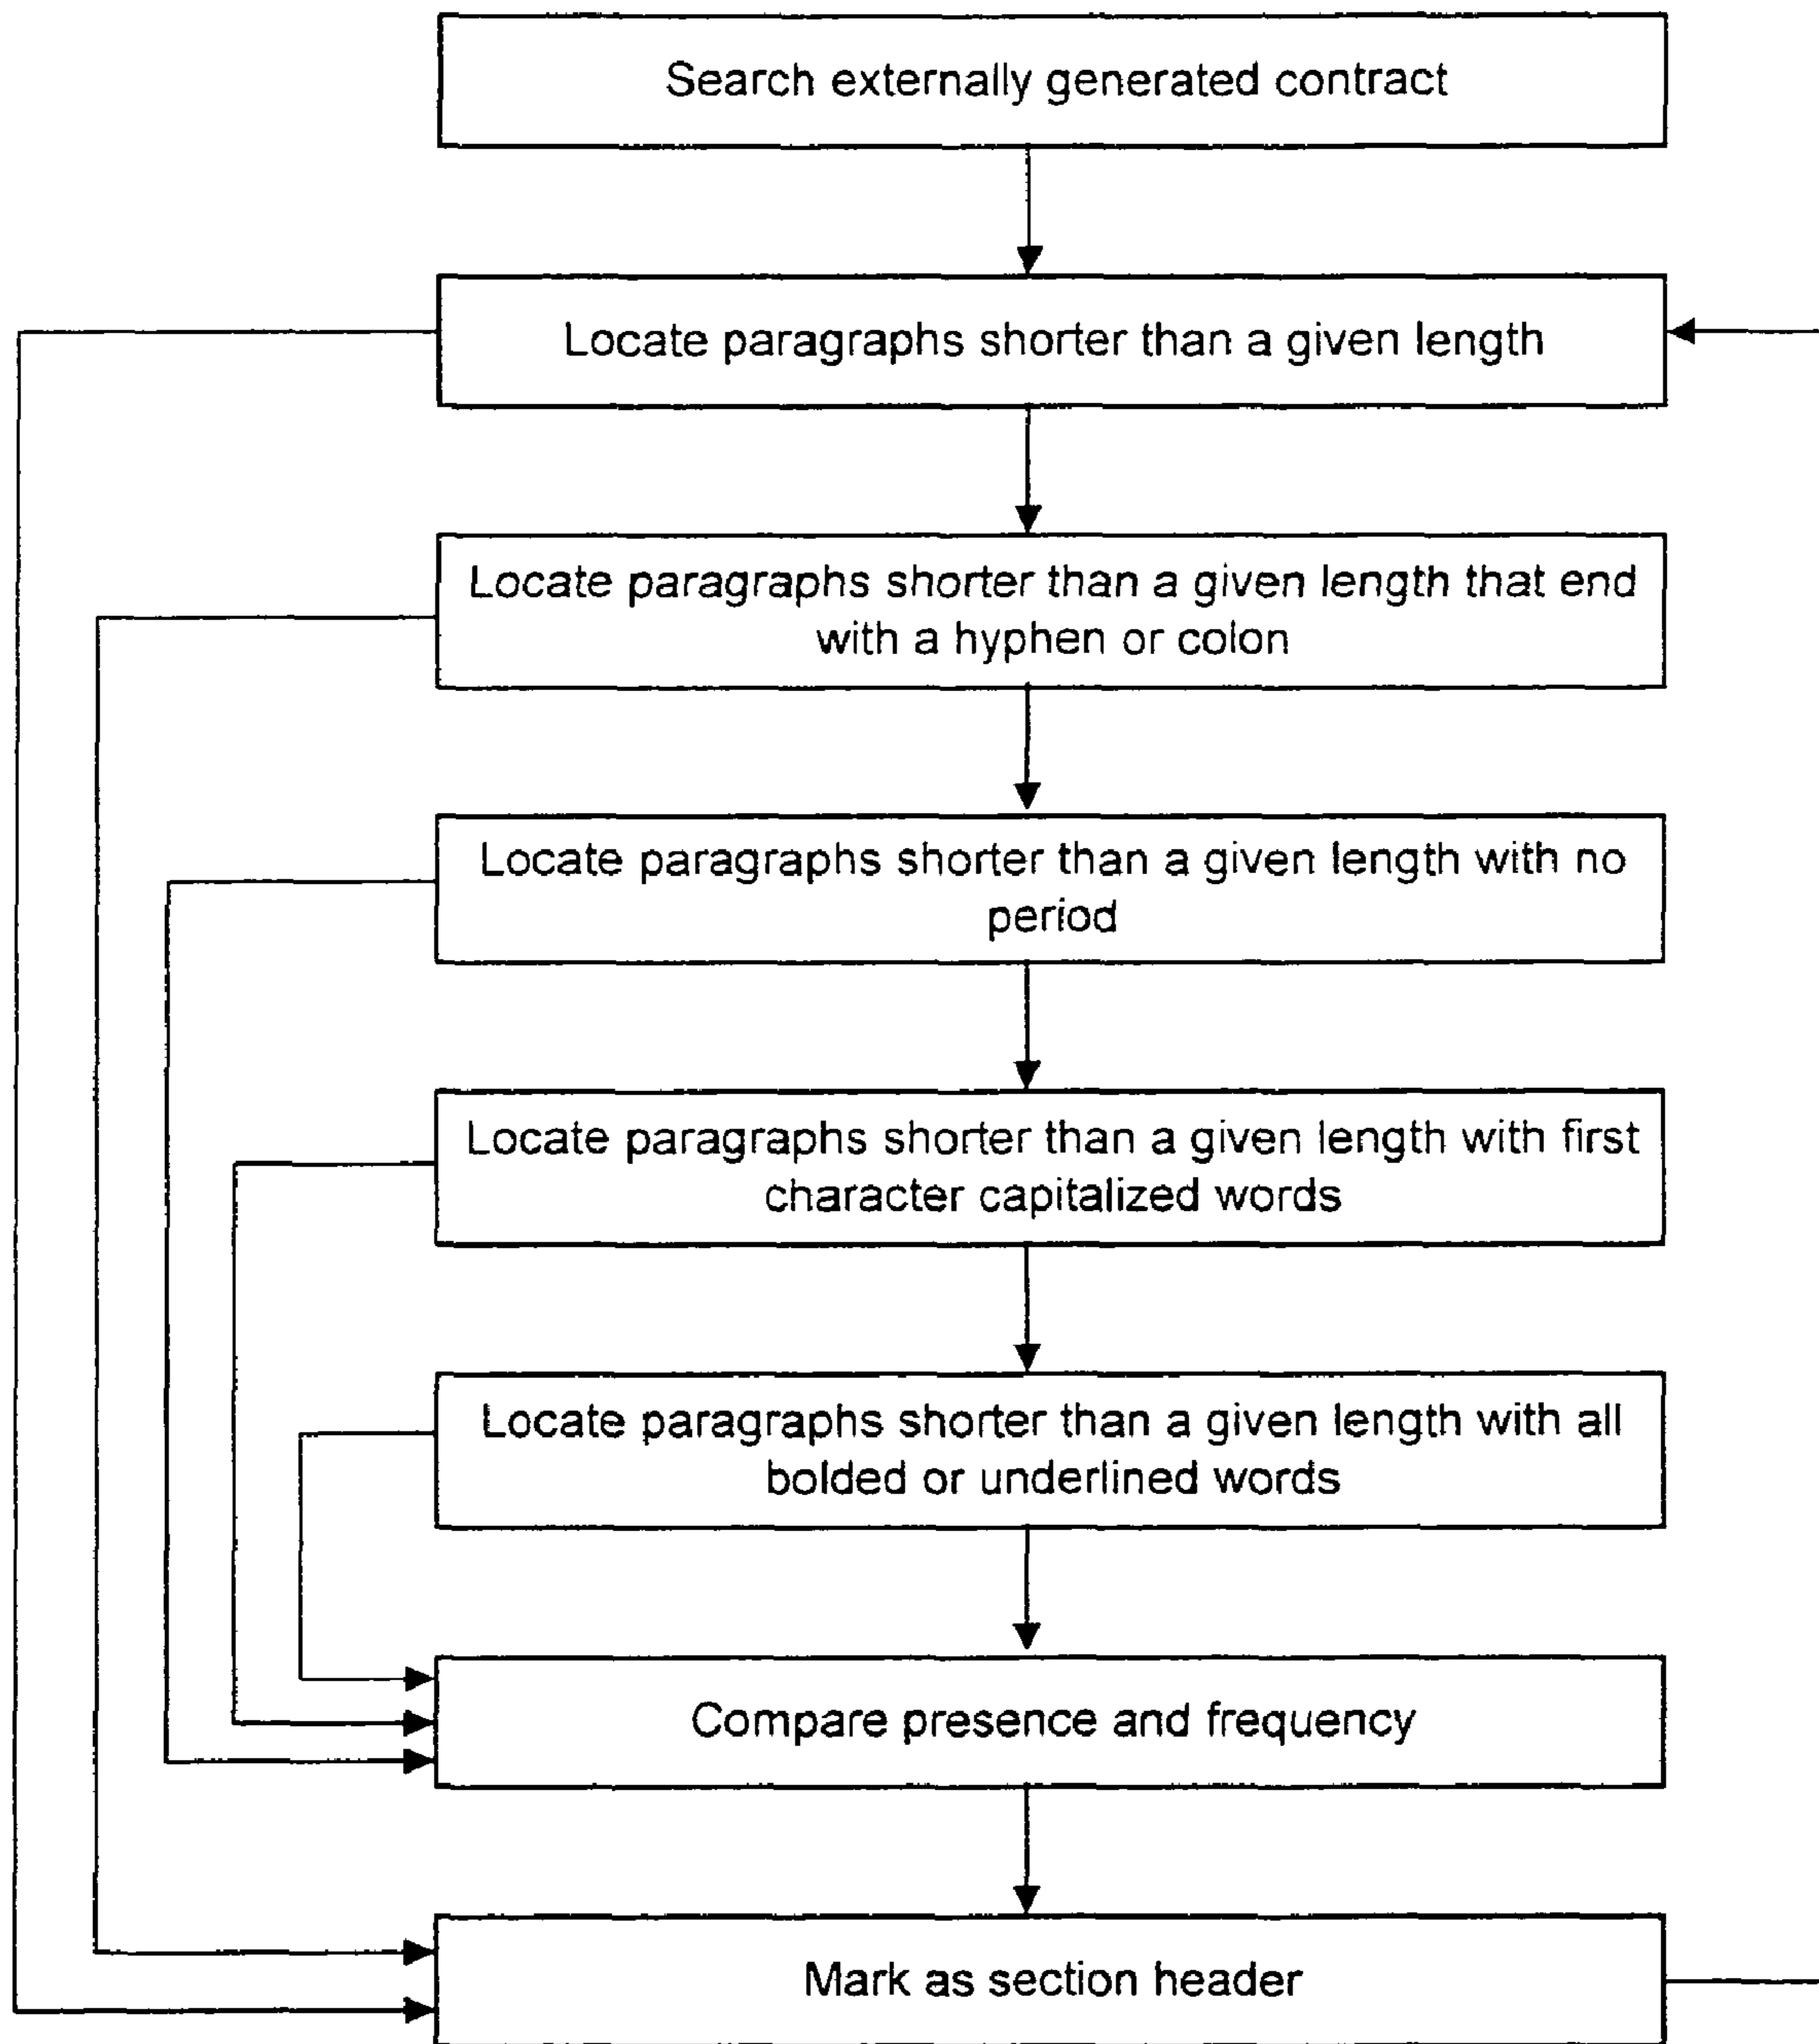 Search externally generated contract
Locate paragraphs shorter than a given length
Locate paragraphs shorter than a given length that end
with a hyphen or colon
Locate paragraphs shorter than a given length with no
period
Locate paragraphs shorter than a given length with first
character capitalized words
Locate paragraphs shorter than a given length with all
bolded or underlined words
Compare presence and frequency
Mark as section header